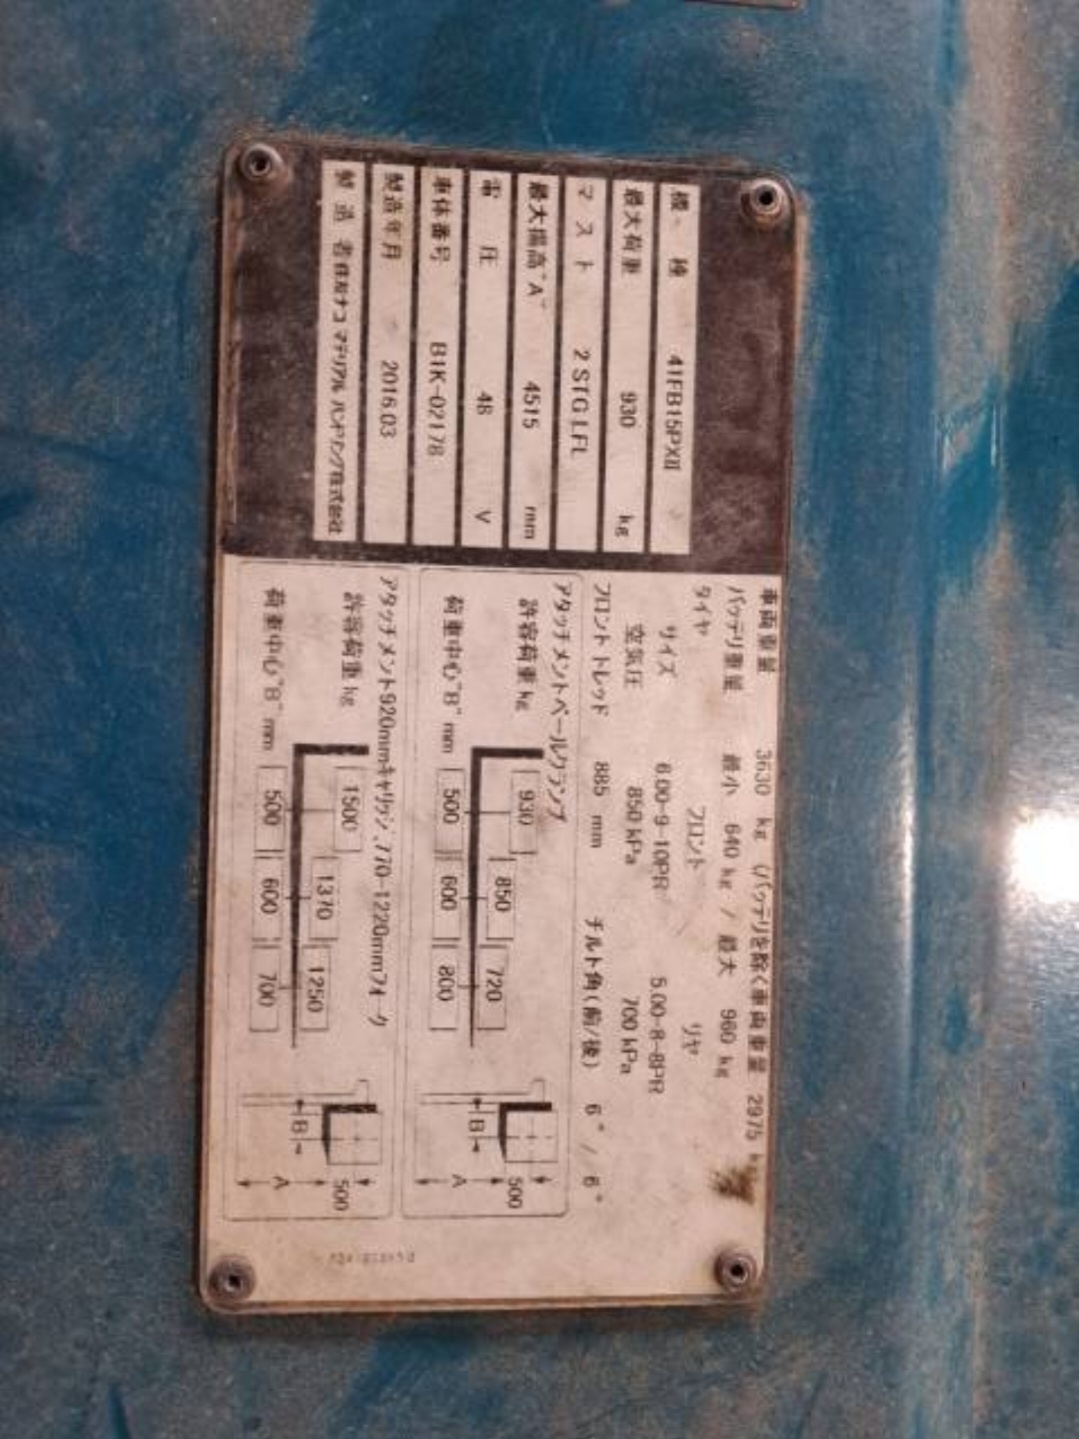 機 種 41FB15PXII
最大荷重 930 kg
マスト 2 STG LFL
最大揚高"A" 4515 mm
電 圧 48 V
車体番号 B1K-02178
製造年月 2016.03
製 造 者 住友ナコ マテリアル ハンドリング株式会社
車両重量 3630 kg (バッテリを除く車両重量 2975 kg
バッテリ重量 最小 640 kg / 最大 960 kg
タイヤ フロント リヤ
サイズ 6.00-9-10PR 5.00-8-8PR
空気圧 850 kPa 700 kPa
フロント トレッド 885 mm チルト角(前/後) 6° / 6°
アタッチメントベールクランプ
許容荷重 kg 930 850 720
荷重中心"B" mm 500 600 800
500
A
B
アタッチメント920mmキャリッジ,770-1220mmフォーク
許容荷重 kg 1500 1370 1250
荷重中心"B" mm 500 600 700
500
A
B